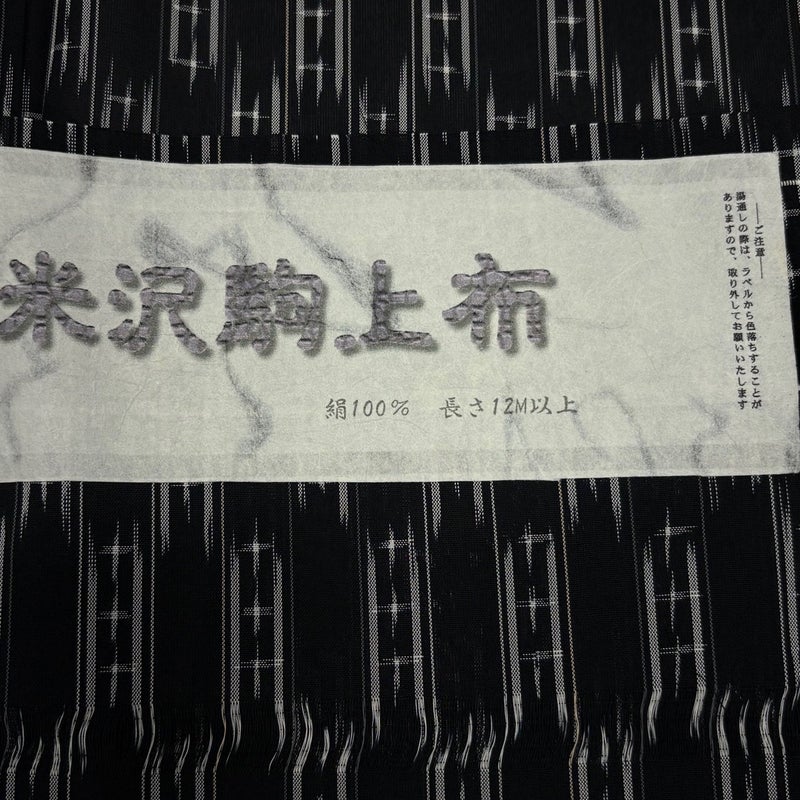 米沢駒上布
絹100% 長さ12M以上
――ご注意――
湯通しの際は、ラベルから色落ちすることが
ありますので、取り外してお願いいたします